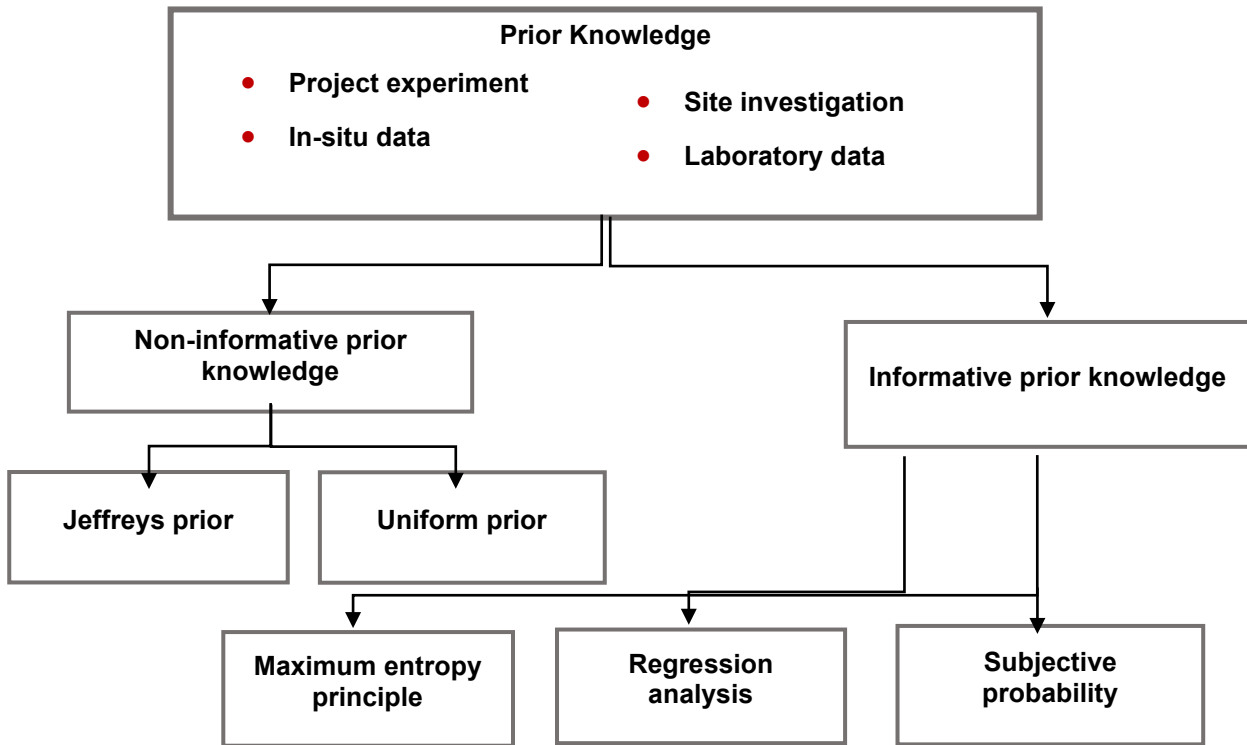 Prior Knowledge
Project experiment
In-situ data
Site investigation
Laboratory data
Non-informative prior
knowledge
Informative prior knowledge
Jeffreys prior
Uniform prior
Maximum entropy
principle
Regression
analysis
Subjective
probability